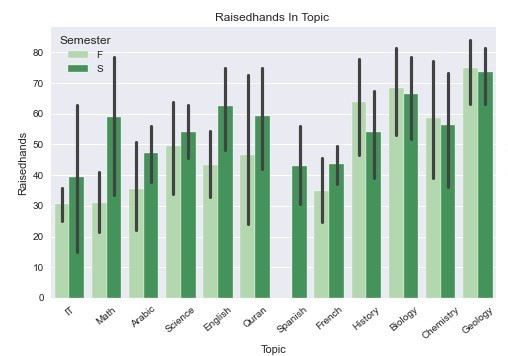 Raisedhands In Topic
Semester
F
S
80
70
60
50
40
30
20
10
0
Raisedhands
IT
Math
Arabic
Science
English
Quran
Spanish
French
History
Biology
Chemistry
Geology
Topic